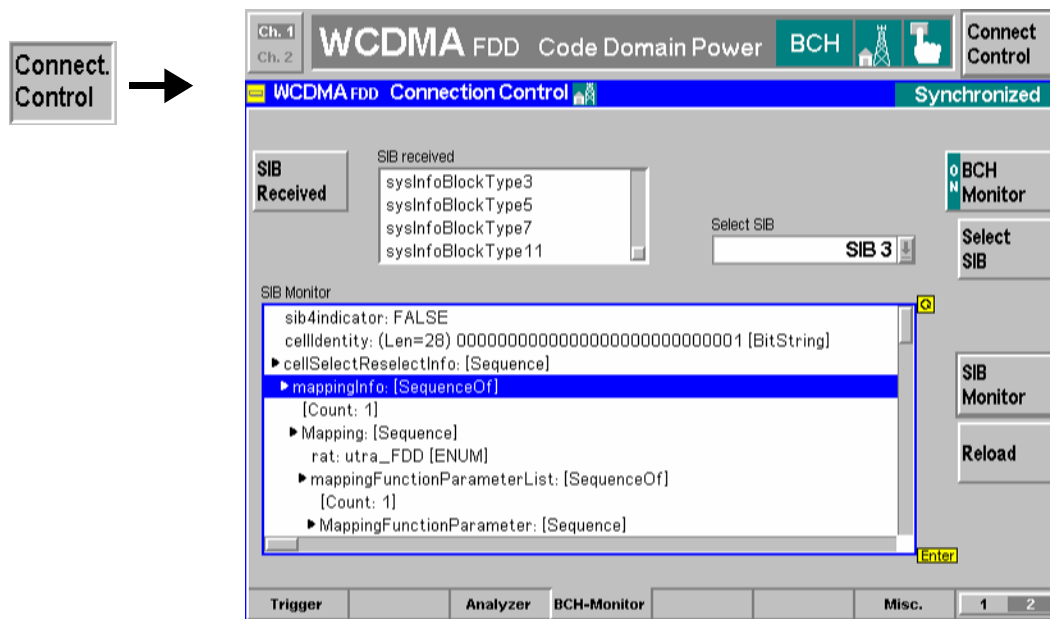 Connect.
Control
Ch. 1
Ch. 2
WCDMA FDD Code Domain Power
BCH
Connect
Control
WCDMA FDD Connection Control
Synchronized
SIB
Received
SIB received
sysInfoBlockType3
sysInfoBlockType5
sysInfoBlockType7
sysInfoBlockType11
Select SIB
SIB 3
ON
BCH
Monitor
Select
SIB
SIB Monitor
sib4indicator: FALSE
cellIdentity: (Len=28) 0000000000000000000000000001 [BitString]
cellSelectReselectInfo: [Sequence]
mappingInfo: [SequenceOf]
[Count: 1]
Mapping: [Sequence]
rat: utra_FDD [ENUM]
mappingFunctionParameterList: [SequenceOf]
[Count: 1]
MappingFunctionParameter: [Sequence]
SIB
Monitor
Reload
Enter
Trigger
Analyzer
BCH-Monitor
Misc.
1 2